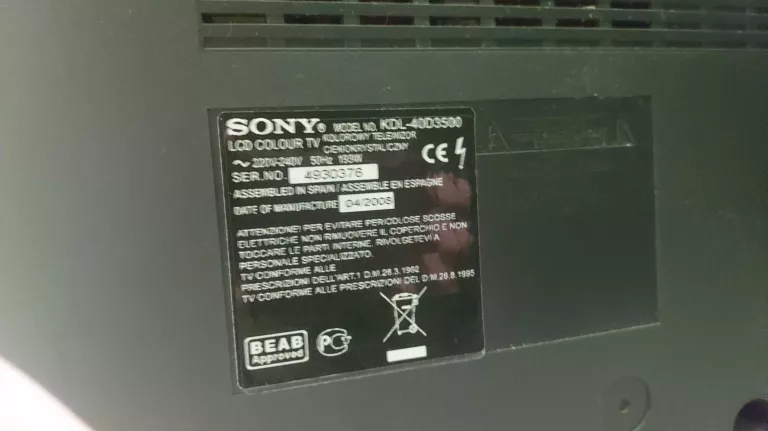 SONY® MODEL NO. KDL-40D3500
LCD COLOUR TV KOLOROWY TELEWIZOR CIEKŁOKRYSTALICZNY
~ 220V-240V 50Hz 193W
SER.NO. 4930376
ASSEMBLED IN SPAIN / ASSEMBLE EN ESPAGNE
DATE OF MANUFACTURE 04/2008
ATTENZIONE! PER EVITARE PERICOLOSE SCOSSE
ELETTRICHE NON RIMUOVERE IL COPERCHIO E NON
TOCCARE LE PARTI INTERNE. RIVOLGETEVI A
PERSONALE SPECIALIZZATO.
TV CONFORME ALLE
PRESCRIZIONI DELL'ART.1 D.M.26.3.1992
TV CONFORME ALLE PRESCRIZIONI DEL D.M.26.8.1995
CE
BEAB
Approved